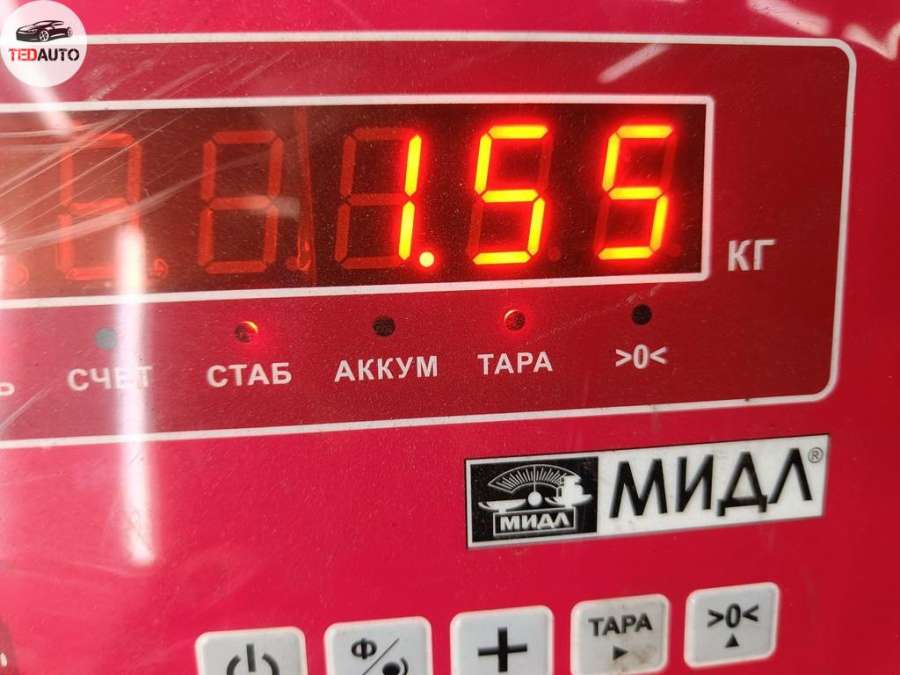 TEDAUTO
1.55
КГ
Ь СЧЕТ СТАБ АККУМ ТАРА >0<
МИДЛ МИДЛ®
Ф
+ ТАРА >0<